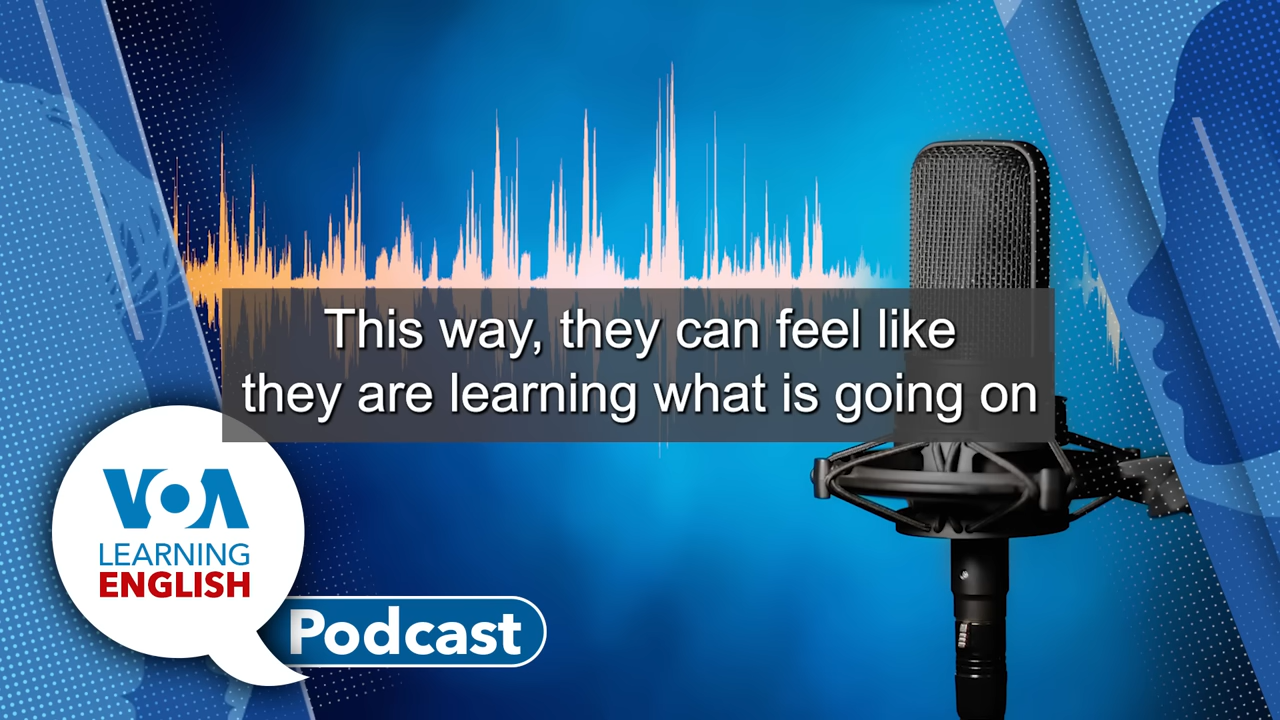 This way, they can feel like
they are learning what is going on
VOA
LEARNING
ENGLISH
Podcast